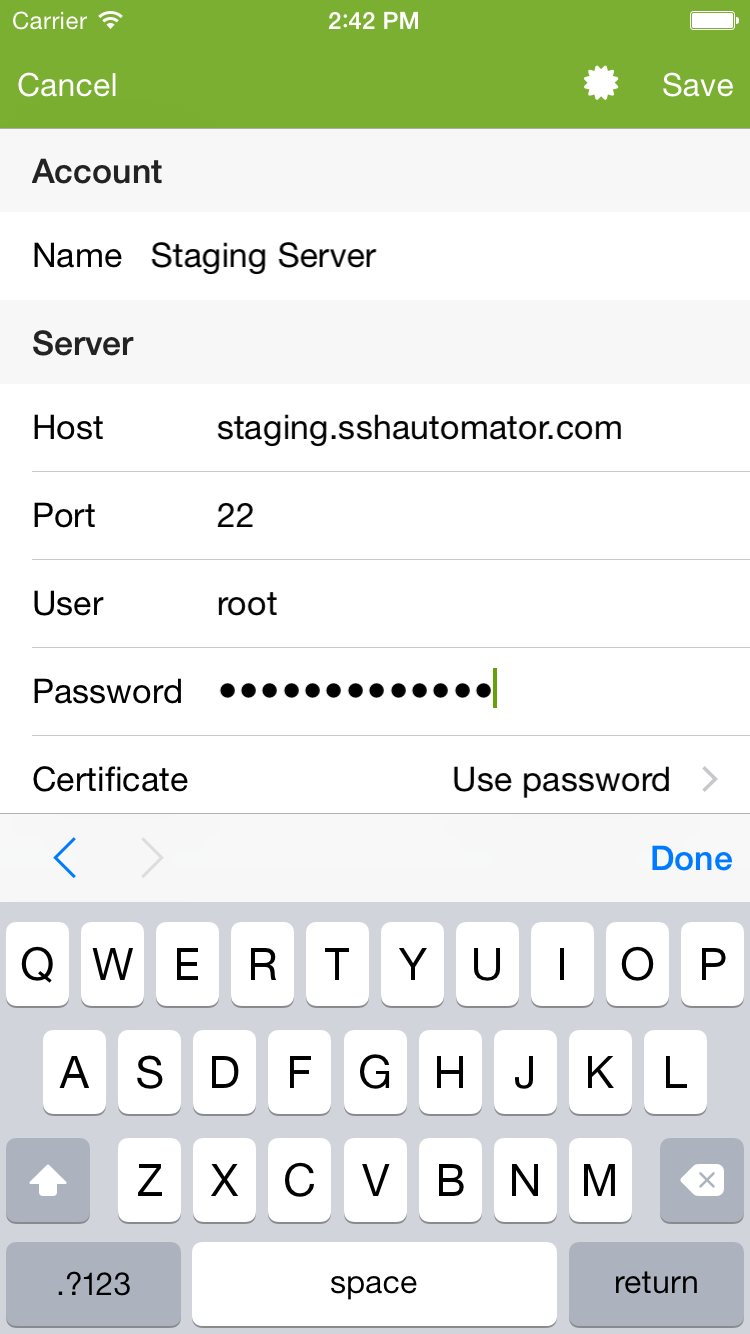 Carrier 2:42 PM
Cancel Save
Account
Name Staging Server
Server
Host staging.sshautomator.com
Port 22
User root
Password •••••••••••••
Certificate Use password
Done
Q W E R T Y U I O P
A S D F G H J K L
Z X C V B N M
.?123 space return